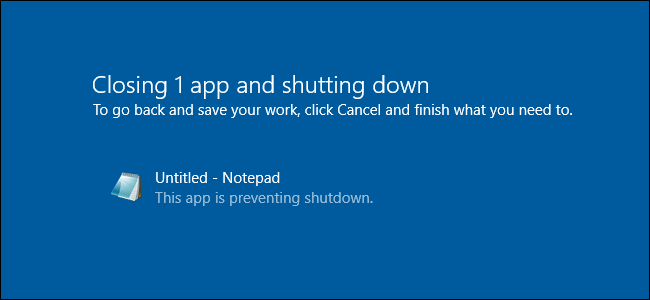 Closing 1 app and shutting down
To go back and save your work, click Cancel and finish what you need to.
Untitled - Notepad
This app is preventing shutdown.